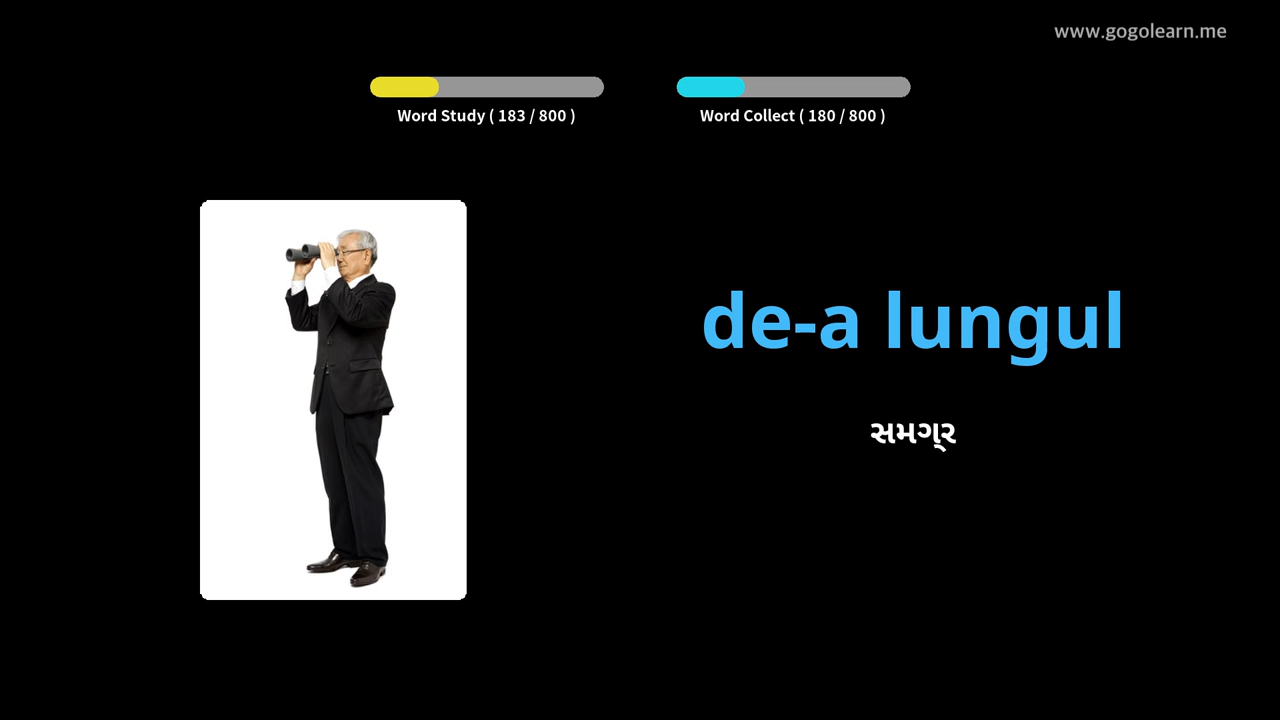 www.gogolearn.me
Word Study ( 183 / 800 )
Word Collect ( 180 / 800 )
de-a lungul
સમગ્ર